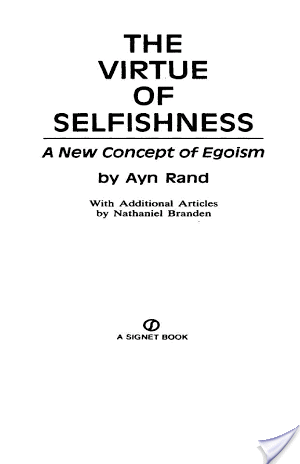 THE
VIRTUE
OF
SELFISHNESS
A New Concept of Egoism
by Ayn Rand
With Additional Articles
by Nathaniel Branden
A SIGNET BOOK